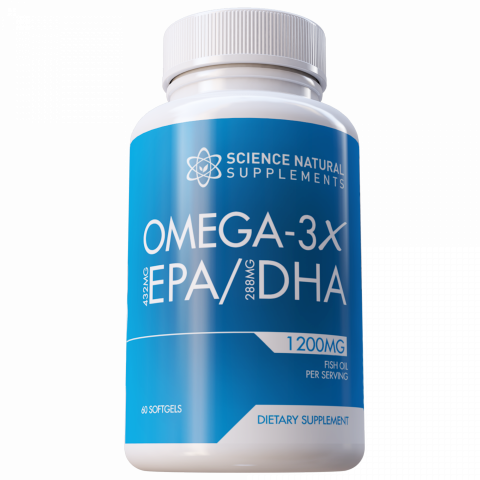 SCIENCE NATURAL
SUPPLEMENTS
OMEGA-3X
432MG EPA/ 288MG DHA
1200MG
FISH OIL
PER SERVING
60 SOFTGELS
DIETARY SUPPLEMENT